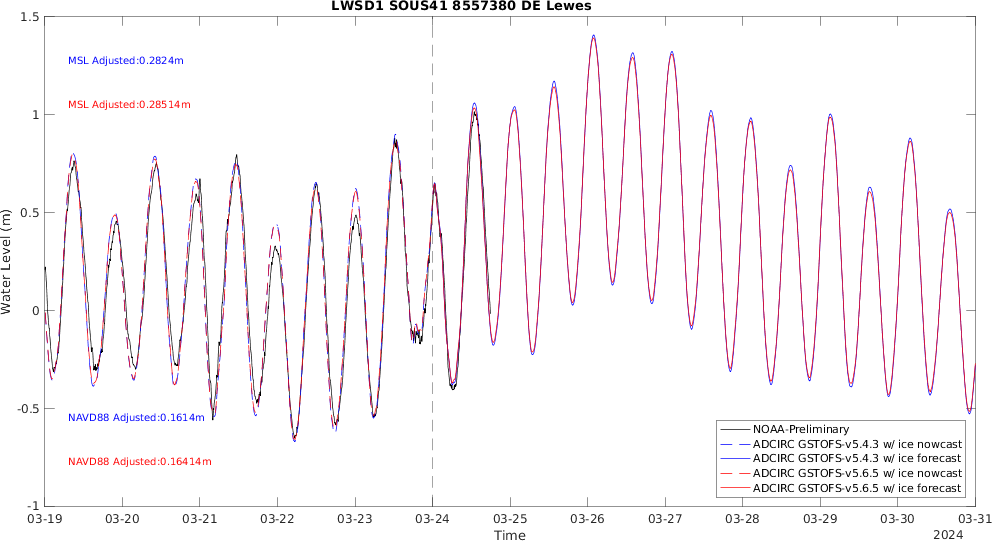 LWSD1 SOUS41 8557380 DE Lewes
1.5
1
0.5
0
-0.5
-1
Water Level (m)
MSL Adjusted:0.2824m
MSL Adjusted:0.28514m
NAVD88 Adjusted:0.1614m
NAVD88 Adjusted:0.16414m
NOAA-Preliminary
ADCIRC GSTOFS-v5.4.3 w/ ice nowcast
ADCIRC GSTOFS-v5.4.3 w/ ice forecast
ADCIRC GSTOFS-v5.6.5 w/ ice nowcast
ADCIRC GSTOFS-v5.6.5 w/ ice forecast
03-19 03-20 03-21 03-22 03-23 03-24 03-25 03-26 03-27 03-28 03-29 03-30 03-31
Time
2024